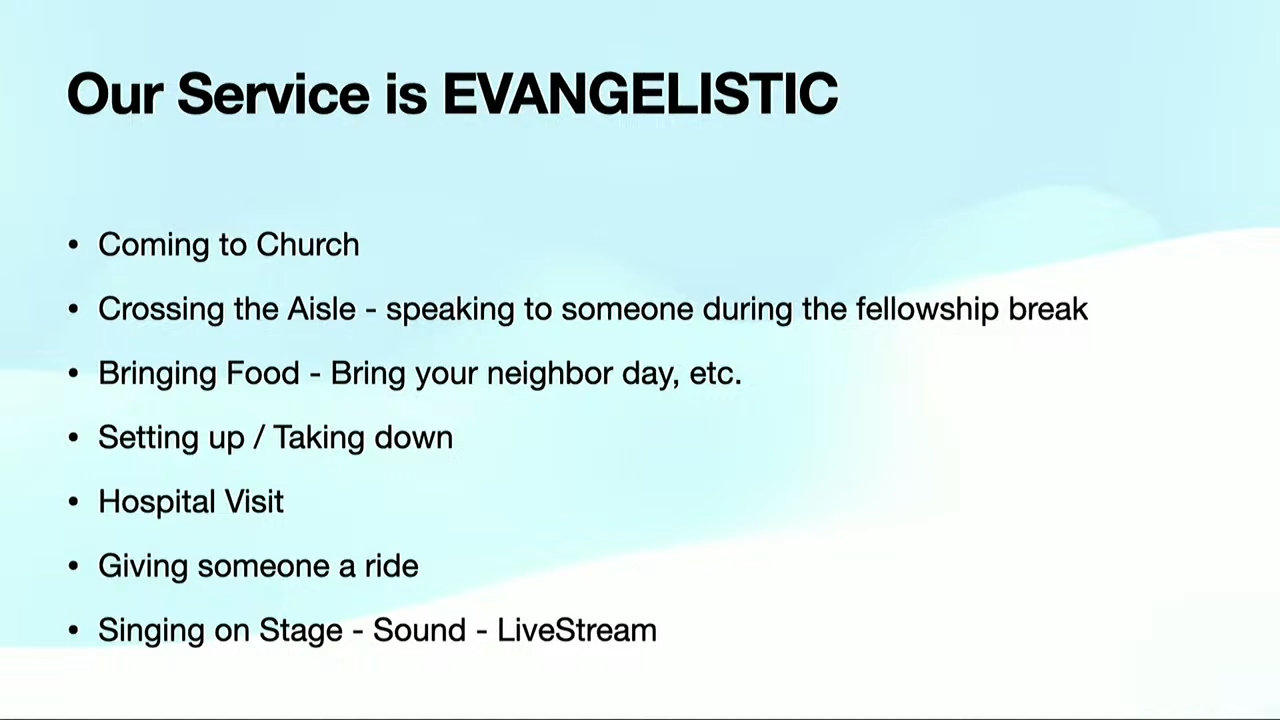 Our Service is EVANGELISTIC
• Coming to Church
• Crossing the Aisle - speaking to someone during the fellowship break
• Bringing Food - Bring your neighbor day, etc.
• Setting up / Taking down
• Hospital Visit
• Giving someone a ride
• Singing on Stage - Sound - LiveStream